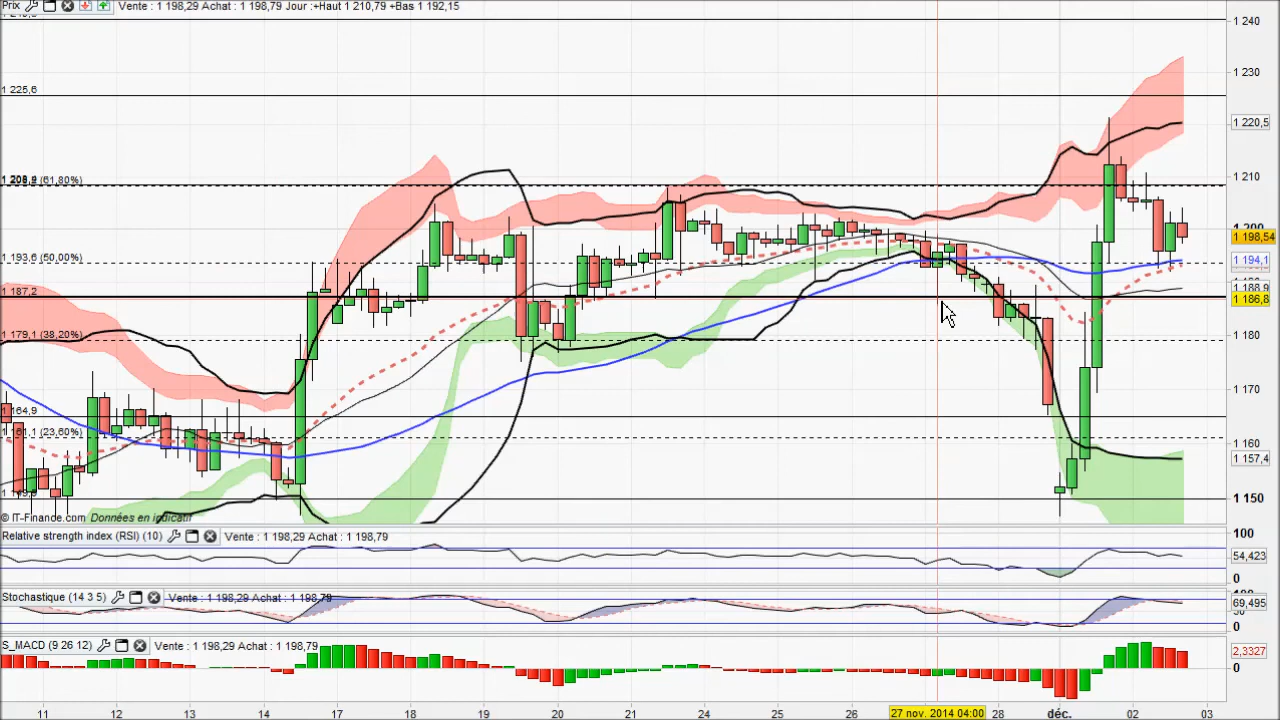 Prix Vente : 1 198,29 Achat : 1 198,79 Jour :+Haut 1 210,79 +Bas 1 192,15
1 240
1 230
1 225,6
1 220,5
1 210
(61,80%)
1 200
1 198,54
1 193,6 (50,00%)
1 194,1
1 188,9
1 187,2
1 186,8
1 179,1 (38,20%)
1 180
1 170
1 164,9
1 161,1 (23,60%)
1 160
1 157,4
1 150
© IT-Finance.com Données en indicatif
Relative strength index (RSI) (10) Vente : 1 198,29 Achat : 1 198,79
100
54,423
0
Stochastique (14 3 5) Vente : 1 198,29 Achat : 1 198,79
69,495
0
S_MACD (9 26 12) Vente : 1 198,29 Achat : 1 198,79
2,3327
0
11 12 13 14 17 18 19 20 21 24 25 26 27 nov. 2014 04:00 28 déc. 02 03